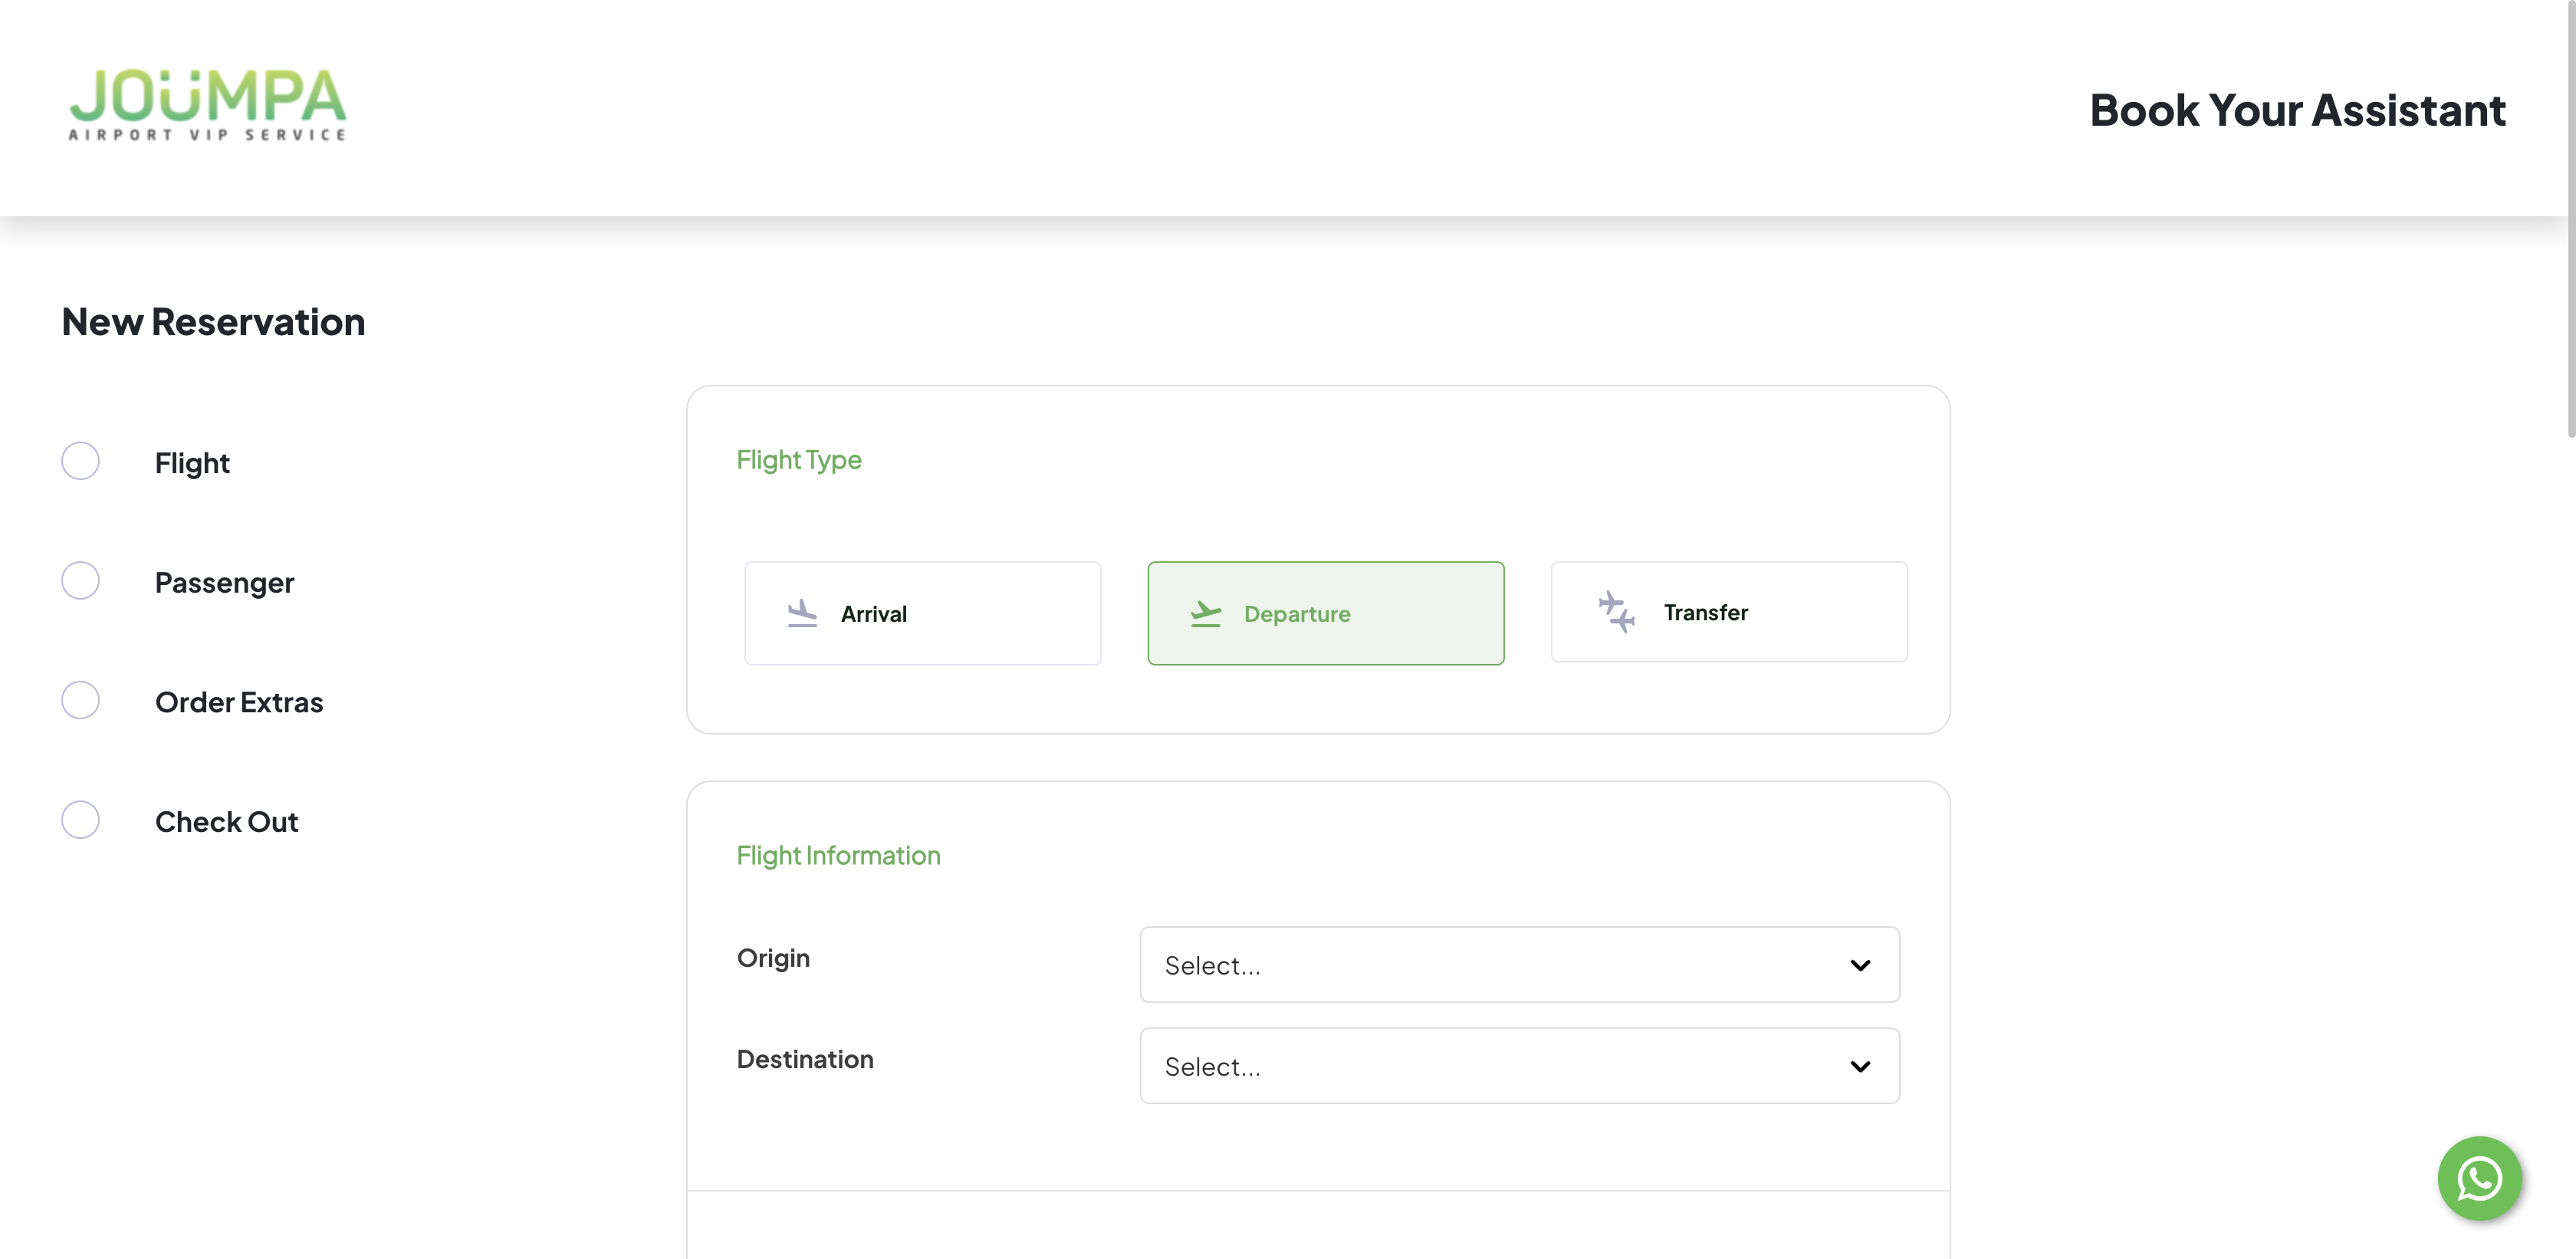 JOÜMPA
AIRPORT VIP SERVICE
Book Your Assistant
New Reservation
Flight
Passenger
Order Extras
Check Out
Flight Type
Arrival
Departure
Transfer
Flight Information
Origin
Select...
Destination
Select...